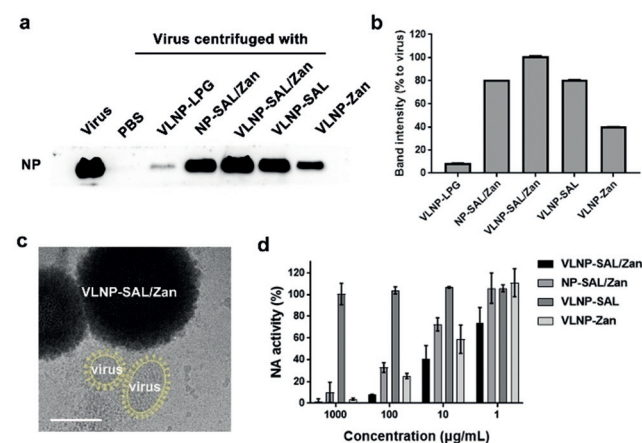 a
Virus centrifuged with
Virus
PBS
VLNP-LPG
NP-SAL/Zan
VLNP-SAL/Zan
VLNP-SAL
VLNP-Zan
NP
b
Band intensity (% to virus)
120
100
80
60
40
20
0
VLNP-LPG
NP-SAL/Zan
VLNP-SAL/Zan
VLNP-SAL
VLNP-Zan
c
VLNP-SAL/Zan
virus
virus
d
NA activity (%)
120
100
80
60
40
20
0
1000 100 10 1
Concentration (µg/mL)
VLNP-SAL/Zan
NP-SAL/Zan
VLNP-SAL
VLNP-Zan